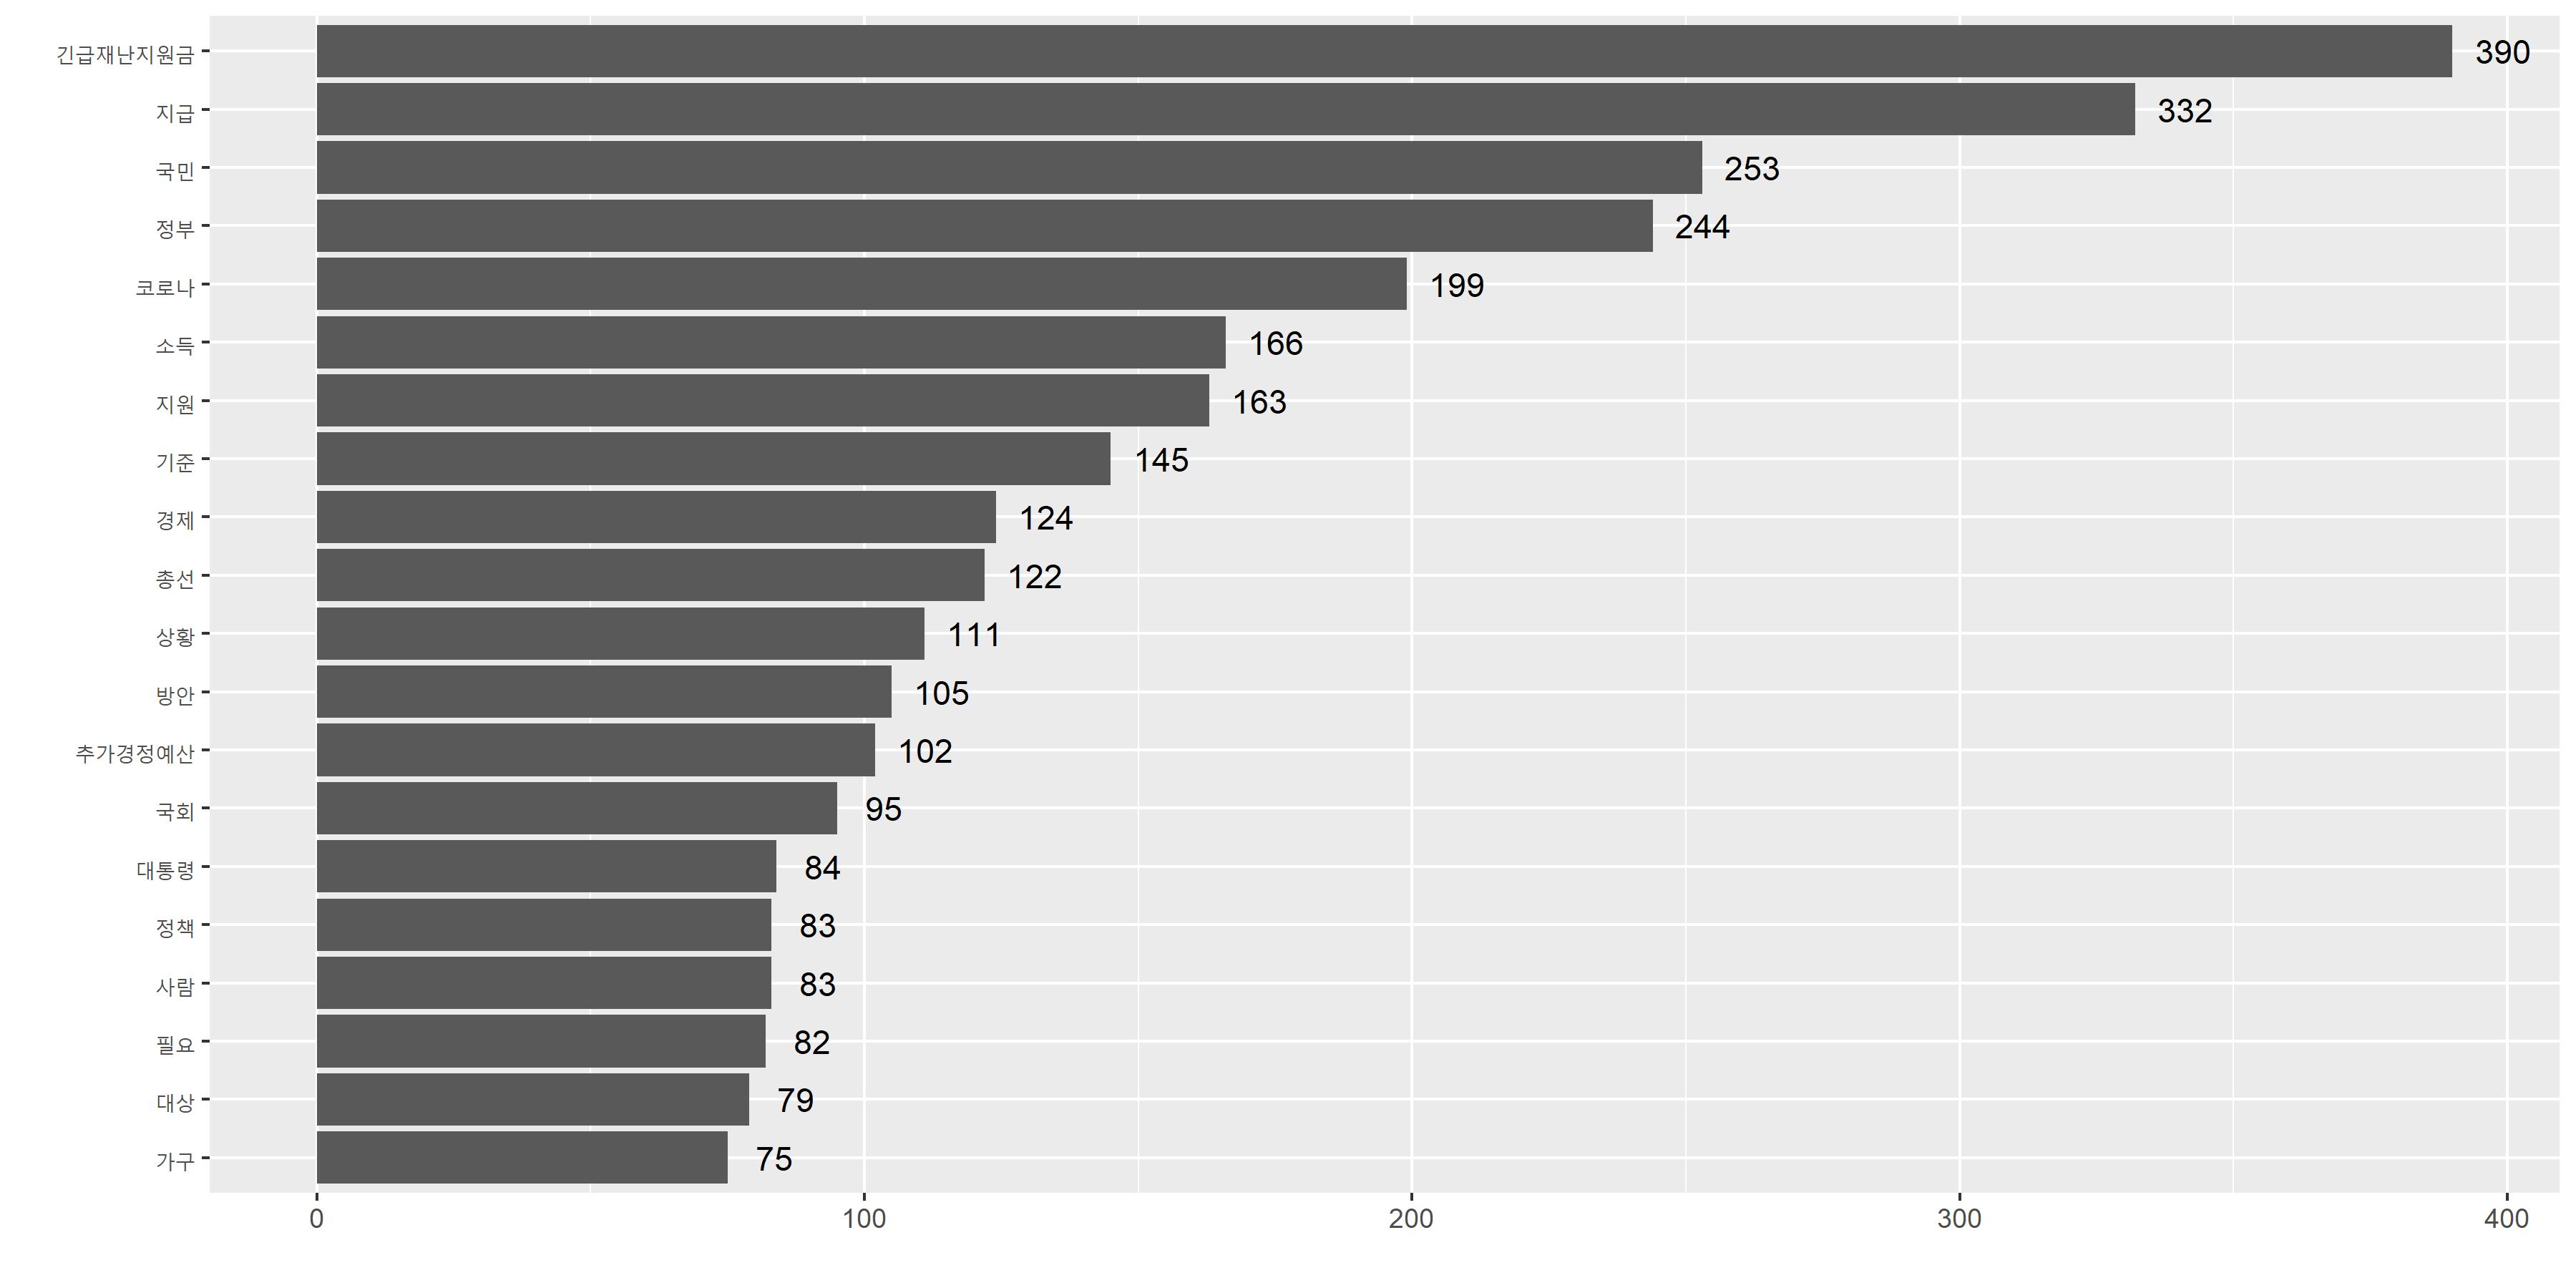 긴급재난지원금 390
지급 332
국민 253
정부 244
코로나 199
소득 166
지원 163
기준 145
경제 124
총선 122
상황 111
방안 105
추가경정예산 102
국회 95
대통령 84
정책 83
사람 83
필요 82
대상 79
가구 75
0 100 200 300 400